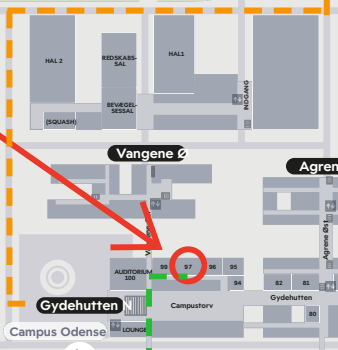 HAL 2
REDSKABS-
SAL
HAL1
BEVÆGEL-
SESSAL
(SQUASH)
INDGANG
Vangene Ø
Agren
Agrene Øst
AUDITORIUM
100
99
97
96
95
94
82
81
80
Gydehutten N
Gydehutten
Campustorv
Campus Odense
LOUNGE